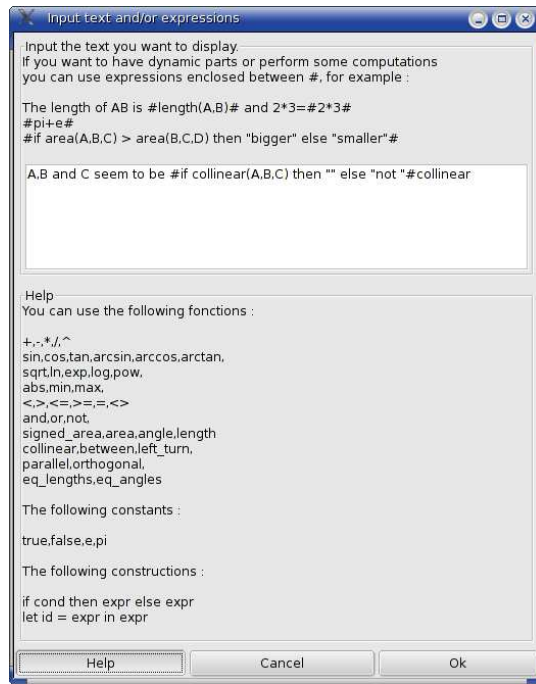 Input text and/or expressions
Input the text you want to display.
If you want to have dynamic parts or perform some computations
you can use expressions enclosed between #, for example :
The length of AB is #length(A,B)# and 2*3=#2*3#
#pi+e#
#if area(A,B,C) > area(B,C,D) then "bigger" else "smaller"#
A,B and C seem to be #if collinear(A,B,C) then "" else "not "#collinear
Help
You can use the following fonctions :
+,-,*,/,^
sin,cos,tan,arcsin,arccos,arctan,
sqrt,ln,exp,log,pow,
abs,min,max,
<,>,<=,>=,=,<>
and,or,not,
signed_area,area,angle,length
collinear,between,left_turn,
parallel,orthogonal,
eq_lengths,eq_angles
The following constants :
true,false,e,pi
The following constructions :
if cond then expr else expr
let id = expr in expr
Help Cancel Ok